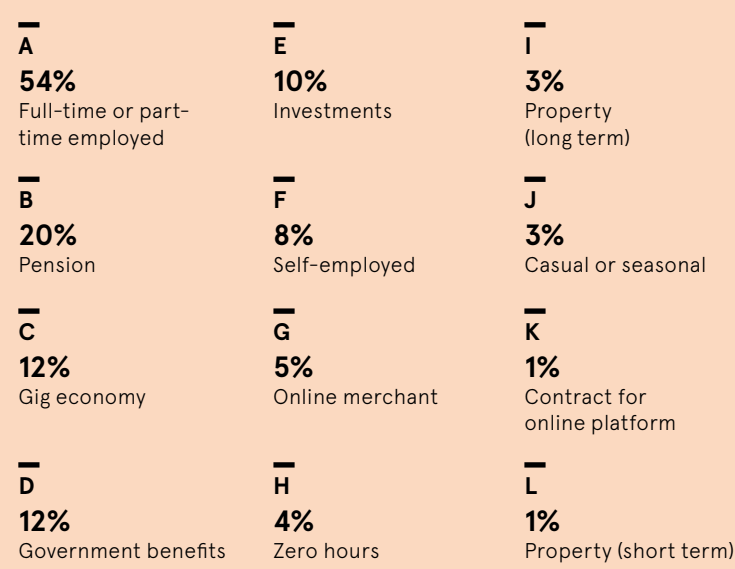 A
54%
Full-time or part-
time employed
B
20%
Pension
C
12%
Gig economy
D
12%
Government benefits
E
10%
Investments
F
8%
Self-employed
G
5%
Online merchant
H
4%
Zero hours
I
3%
Property
(long term)
J
3%
Casual or seasonal
K
1%
Contract for
online platform
L
1%
Property (short term)